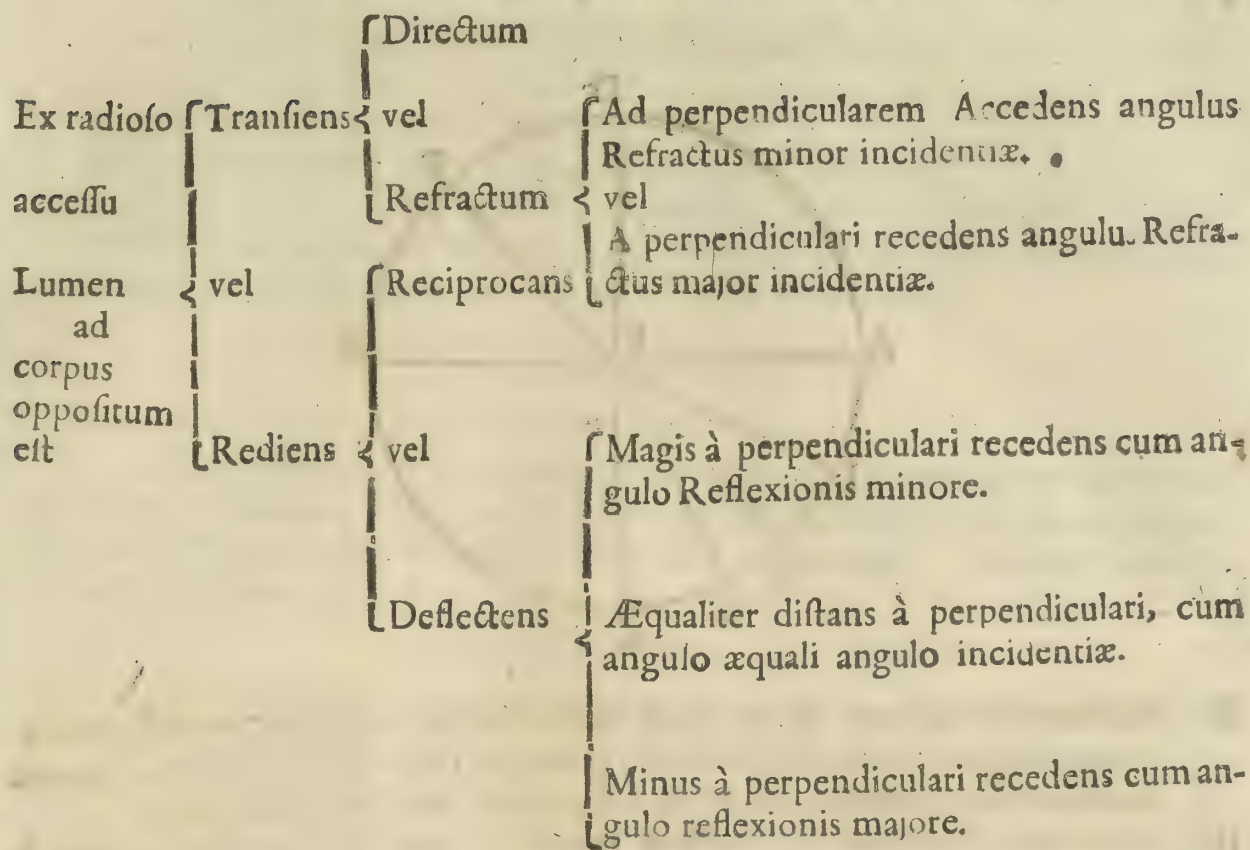 Ex radioſo
acceſſu
Lumen
ad
corpus
oppoſitum
eſt
Tranſiens
vel
Rediens
Directum
vel
Refractum
Ad perpendicularem Accedens angulus
Refractus minor incidentiæ.
vel
A perpendiculari recedens angulu. Refra-
ctus major incidentiæ.
Reciprocans
vel
Deflectens
Magis à perpendiculari recedens cum an-
gulo Reflexionis minore.
Æqualiter diſtans à perpendiculari, cùm
angulo æquali angulo incidentiæ.
Minus à perpendiculari recedens cum an-
gulo reflexionis majore.